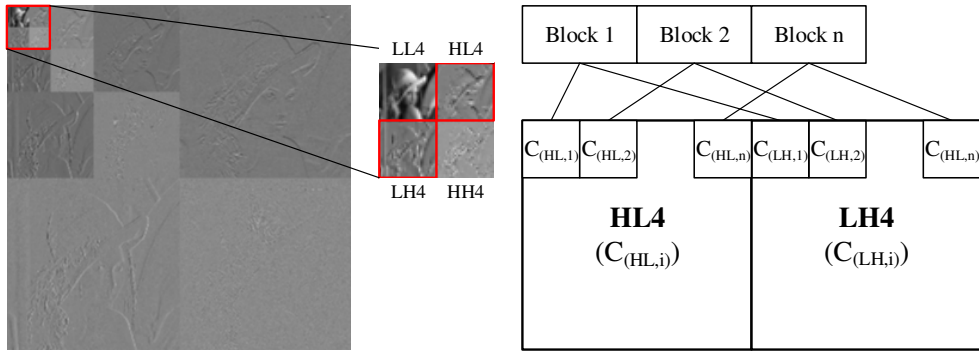 LL4 HL4
LH4 HH4
Block 1 Block 2 Block n
C(HL,1) C(HL,2) C(HL,n) C(LH,1) C(LH,2) C(HL,n)
HL4 LH4
(C(HL,i)) (C(LH,i))